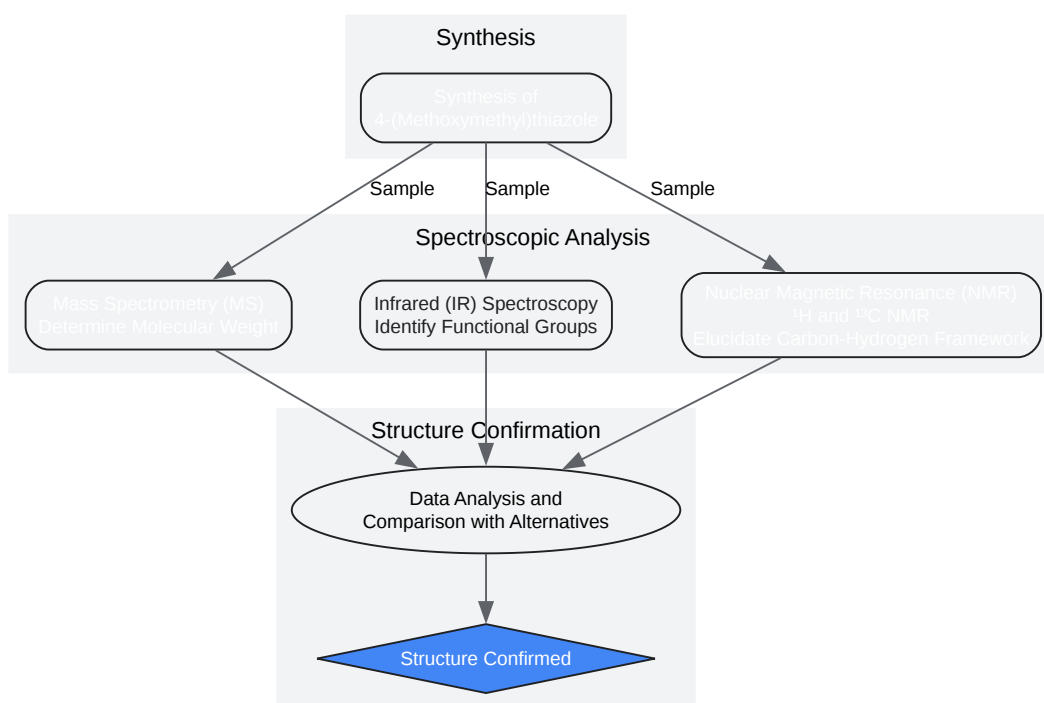 Synthesis
Synthesis of
4-(Methoxymethyl)thiazole
Sample
Sample
Sample
Spectroscopic Analysis
Mass Spectrometry (MS)
Determine Molecular Weight
Infrared (IR) Spectroscopy
Identify Functional Groups
Nuclear Magnetic Resonance (NMR)
¹H and ¹³C NMR
Elucidate Carbon-Hydrogen Framework
Structure Confirmation
Data Analysis and
Comparison with Alternatives
Structure Confirmed